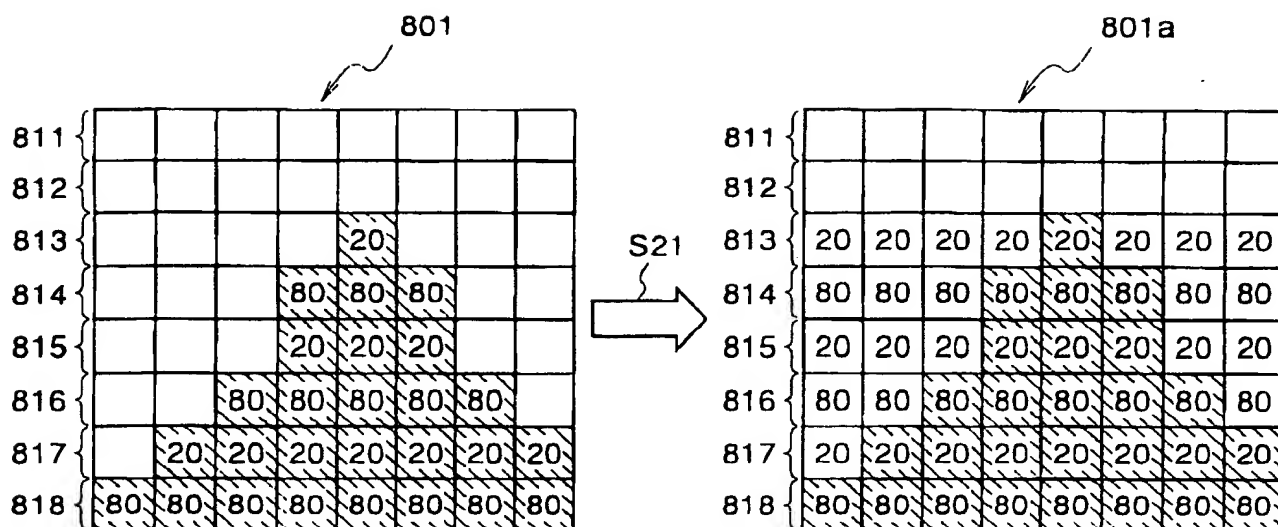 801 801a
811 811
812 812
813 20 S21 813 20 20 20 20 20 20 20 20
814 80 80 80 814 80 80 80 80 80 80 80 80
815 20 20 20 815 20 20 20 20 20 20 20 20
816 80 80 80 80 80 816 80 80 80 80 80 80 80 80
817 20 20 20 20 20 20 20 817 20 20 20 20 20 20 20 20
818 80 80 80 80 80 80 80 80 818 80 80 80 80 80 80 80 80